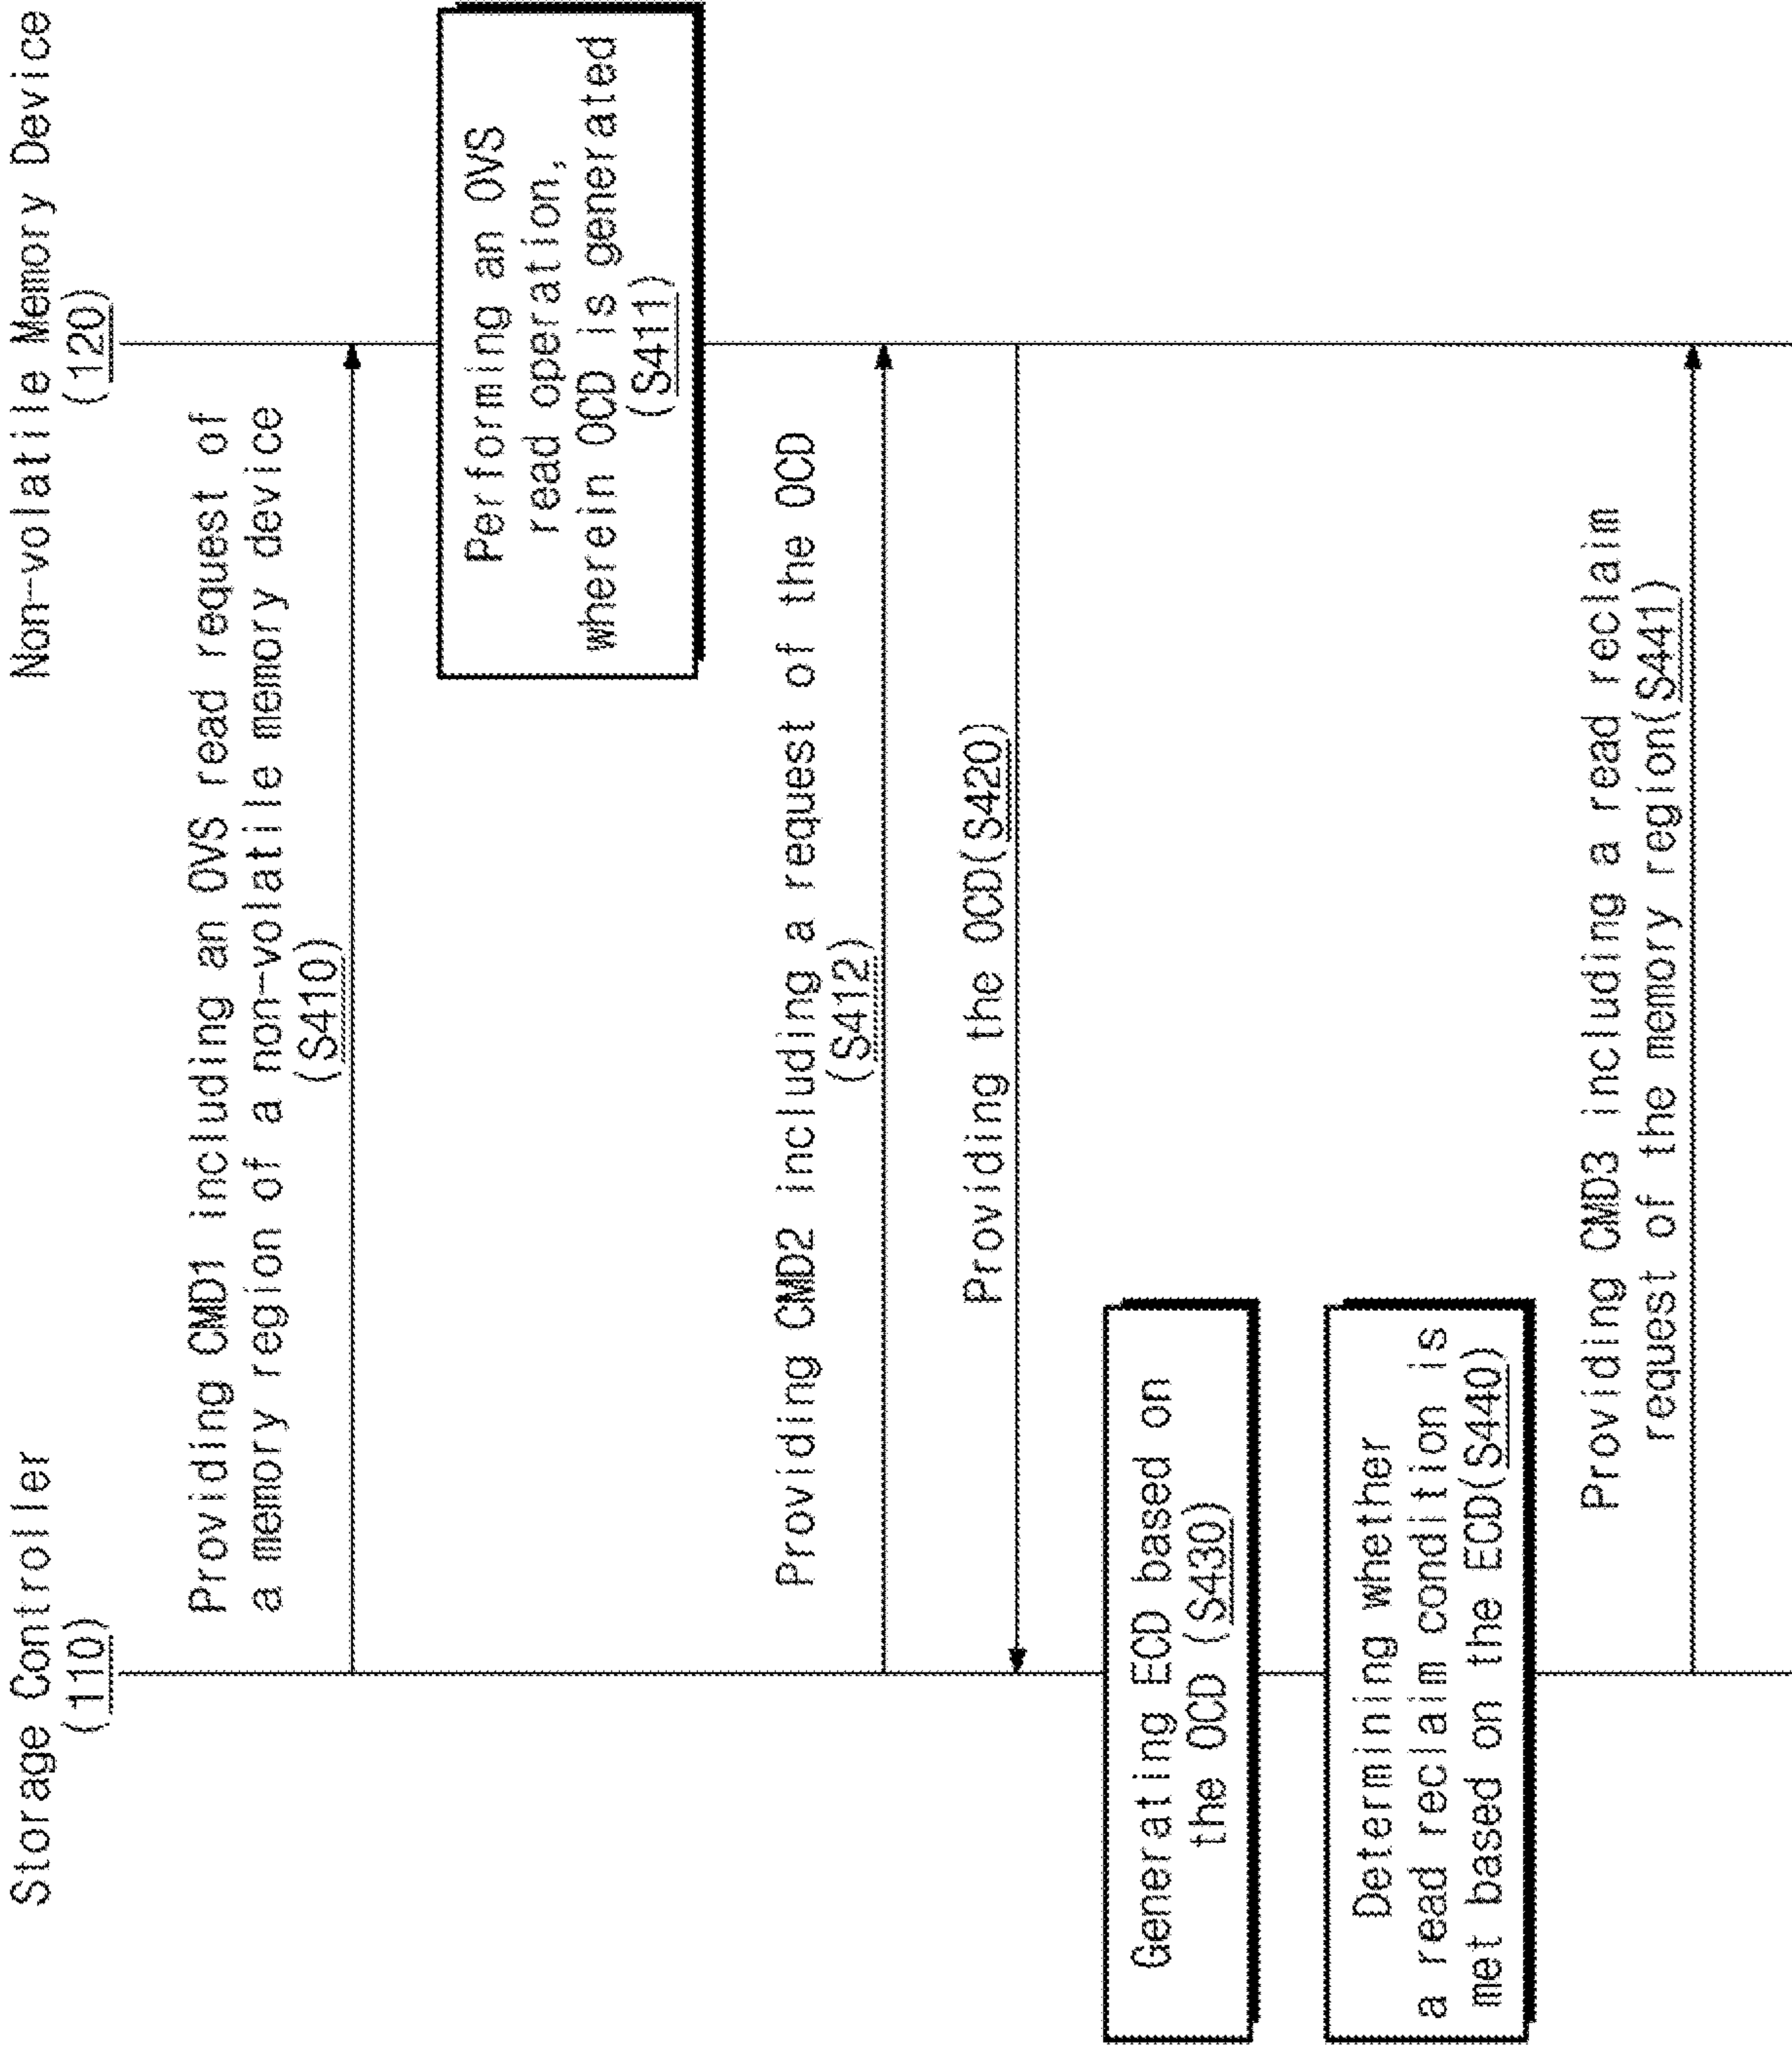 Storage Controller
(110)
Non-volatile Memory Device
(120)
Providing CMD1 including an OVS read request of
a memory region of a non-volatile memory device
(S410)
Performing an OVS
read operation,
wherein OCD is generated
(S411)
Providing CMD2 including a request of the OCD
(S412)
Providing the OCD(S420)
Generating ECD based on
the OCD (S430)
Determining whether
a read reclaim condition is
met based on the ECD(S440)
Providing CMD3 including a read reclaim
request of the memory region(S441)